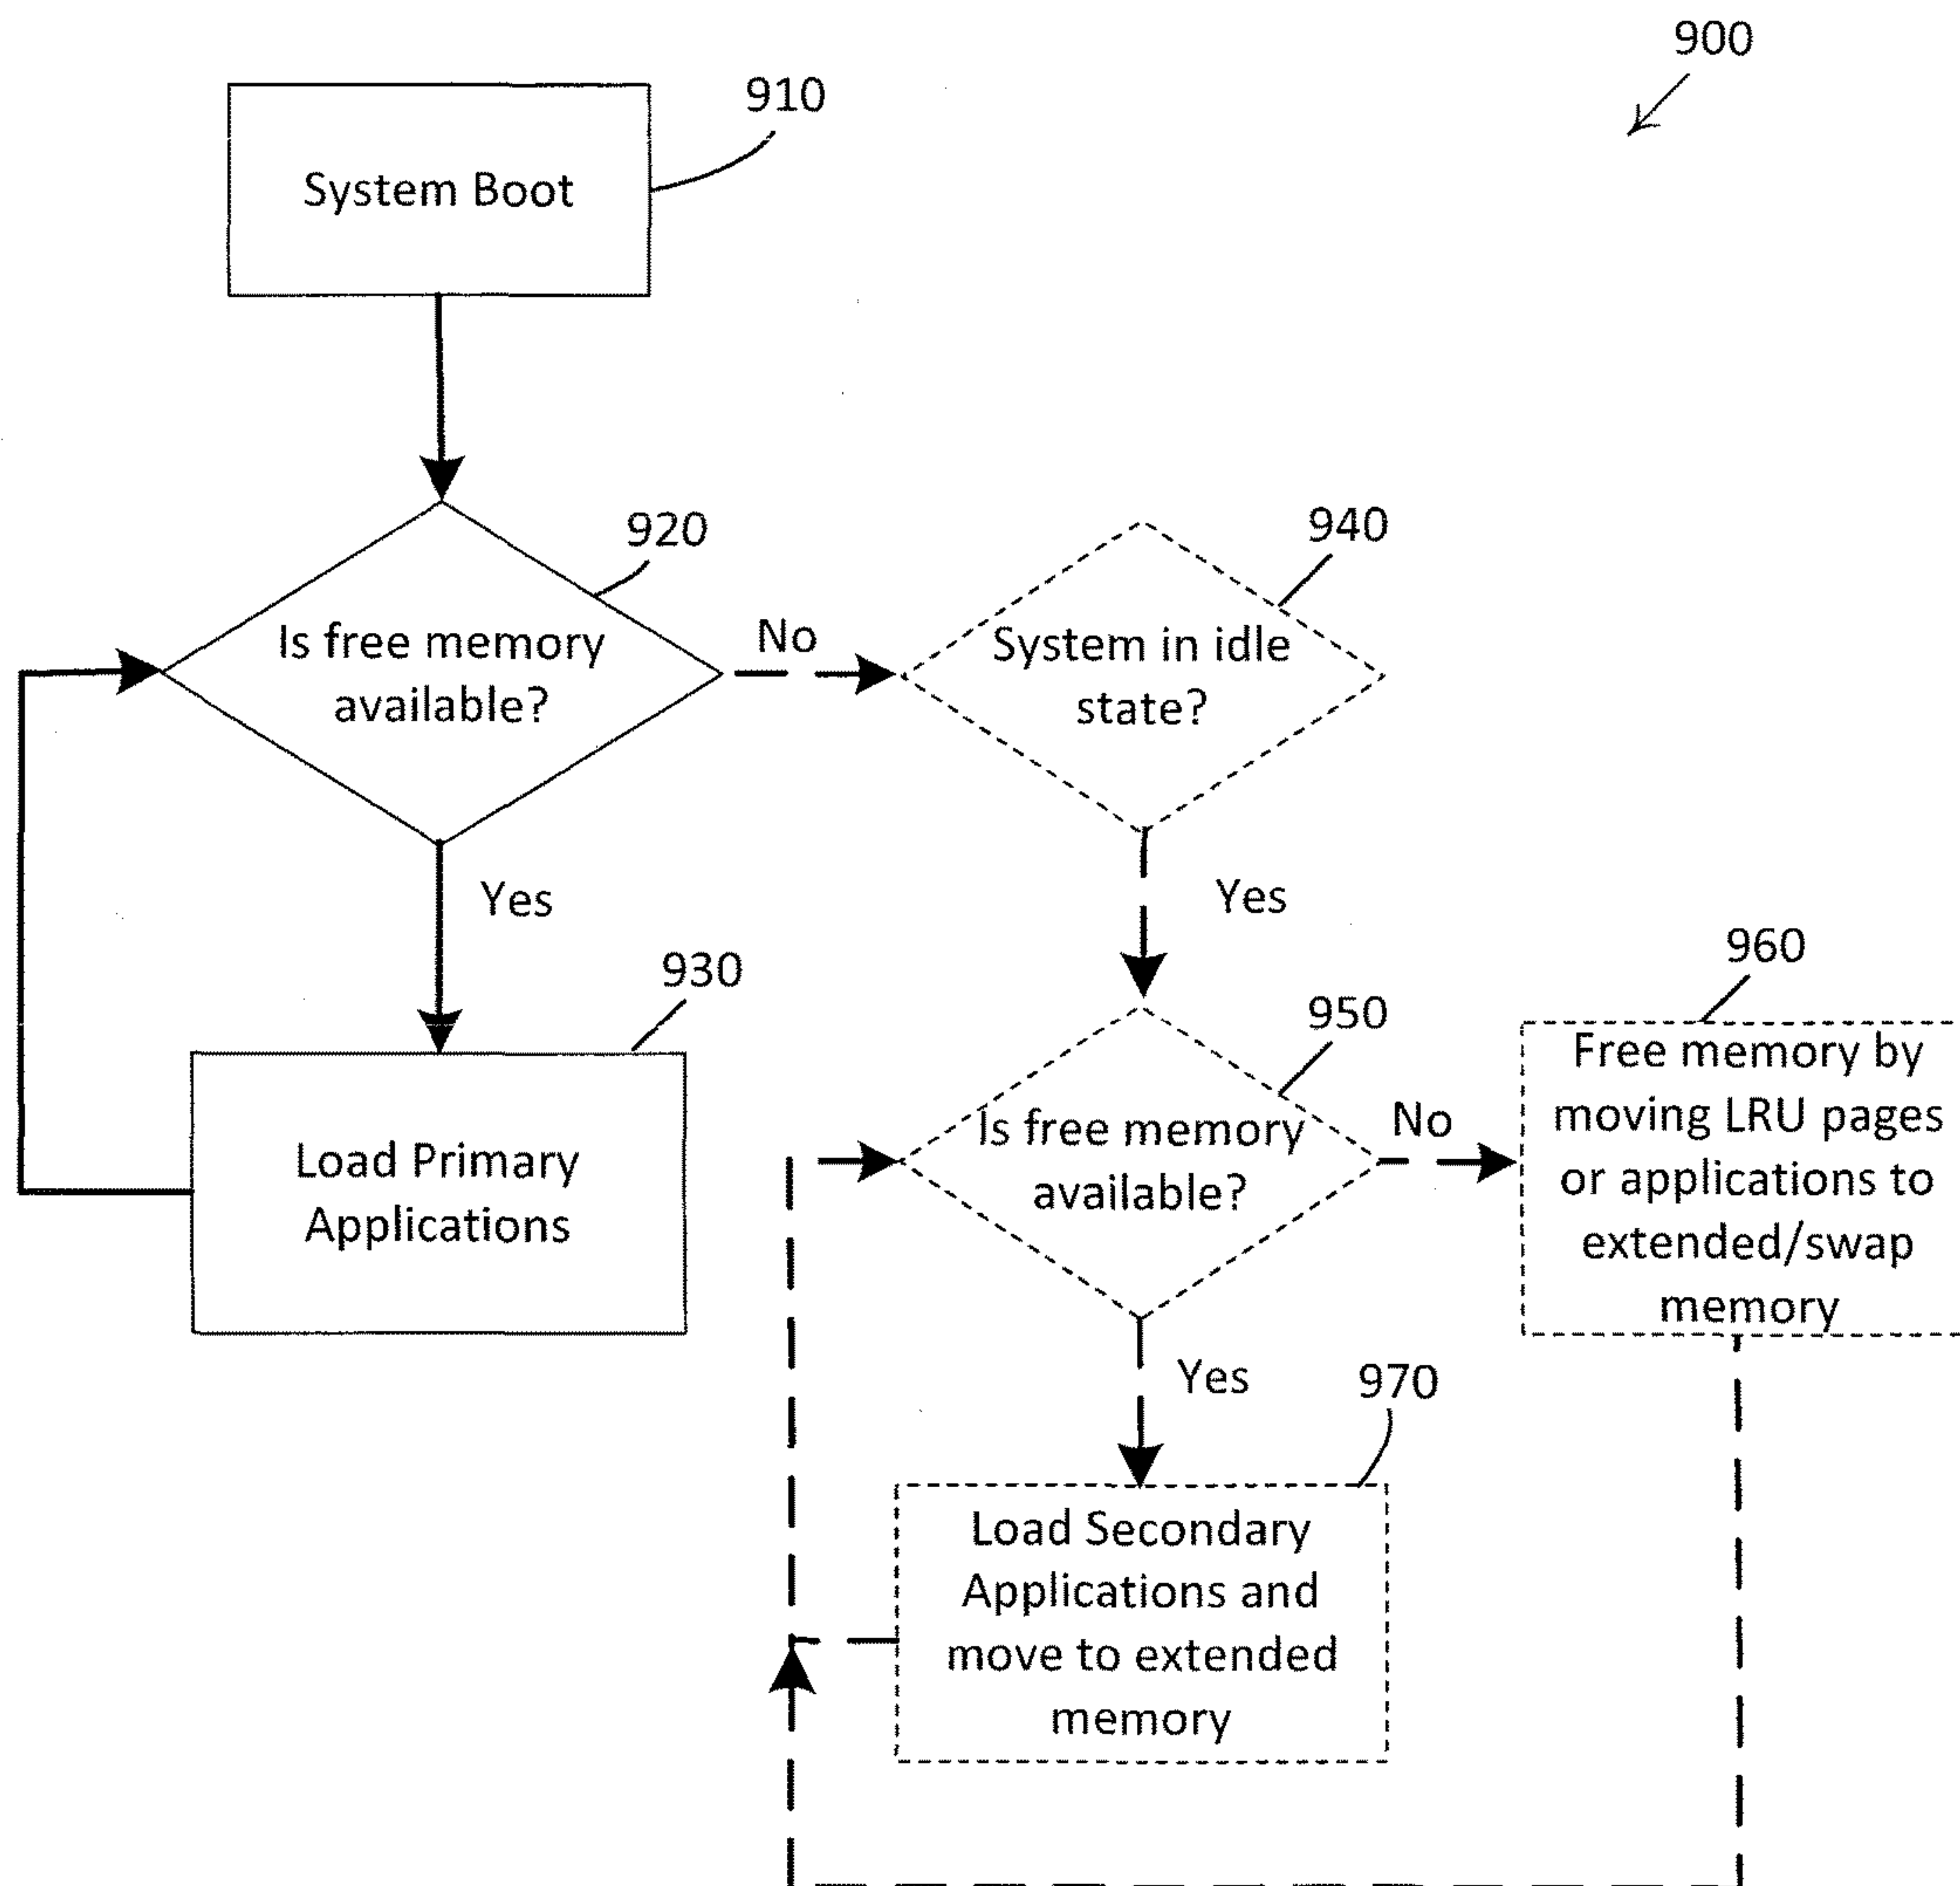 900
910
System Boot
920
Is free memory
available?
No
940
System in idle
state?
Yes
Yes
930
Load Primary
Applications
950
Is free memory
available?
No
960
Free memory by
moving LRU pages
or applications to
extended/swap
memory
Yes
970
Load Secondary
Applications and
move to extended
memory